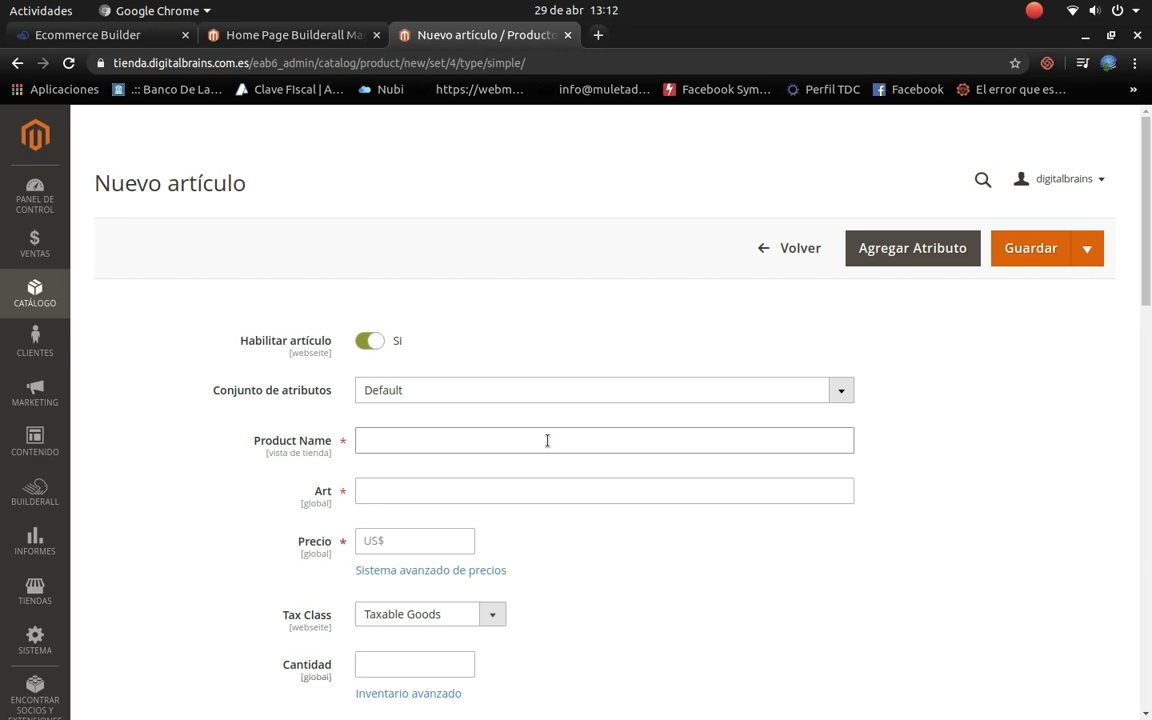 Actividades
Google Chrome
29 de abr 13:12
Ecommerce Builder
Home Page Builderall Ma
Nuevo artículo / Producto
tienda.digitalbrains.com.es/eab6_admin/catalog/product/new/set/4/type/simple/
Aplicaciones
.:: Banco De La...
Clave FIscal | A...
Nubi
https://webm...
info@muletad...
Facebook Sym...
Perfil TDC
Facebook
El error que es...
»
PANEL DE CONTROL
VENTAS
CATÁLOGO
CLIENTES
MARKETING
CONTENIDO
BUILDERALL
INFORMES
TIENDAS
SISTEMA
ENCONTRAR SOCIOS Y EXTENSIONES
Nuevo artículo
digitalbrains
Volver
Agregar Atributo
Guardar
Habilitar artículo
[webseite]
Si
Conjunto de atributos
Default
Product Name *
[vista de tienda]
Art *
[global]
Precio *
[global]
US$
Sistema avanzado de precios
Tax Class
[webseite]
Taxable Goods
Cantidad
[global]
Inventario avanzado